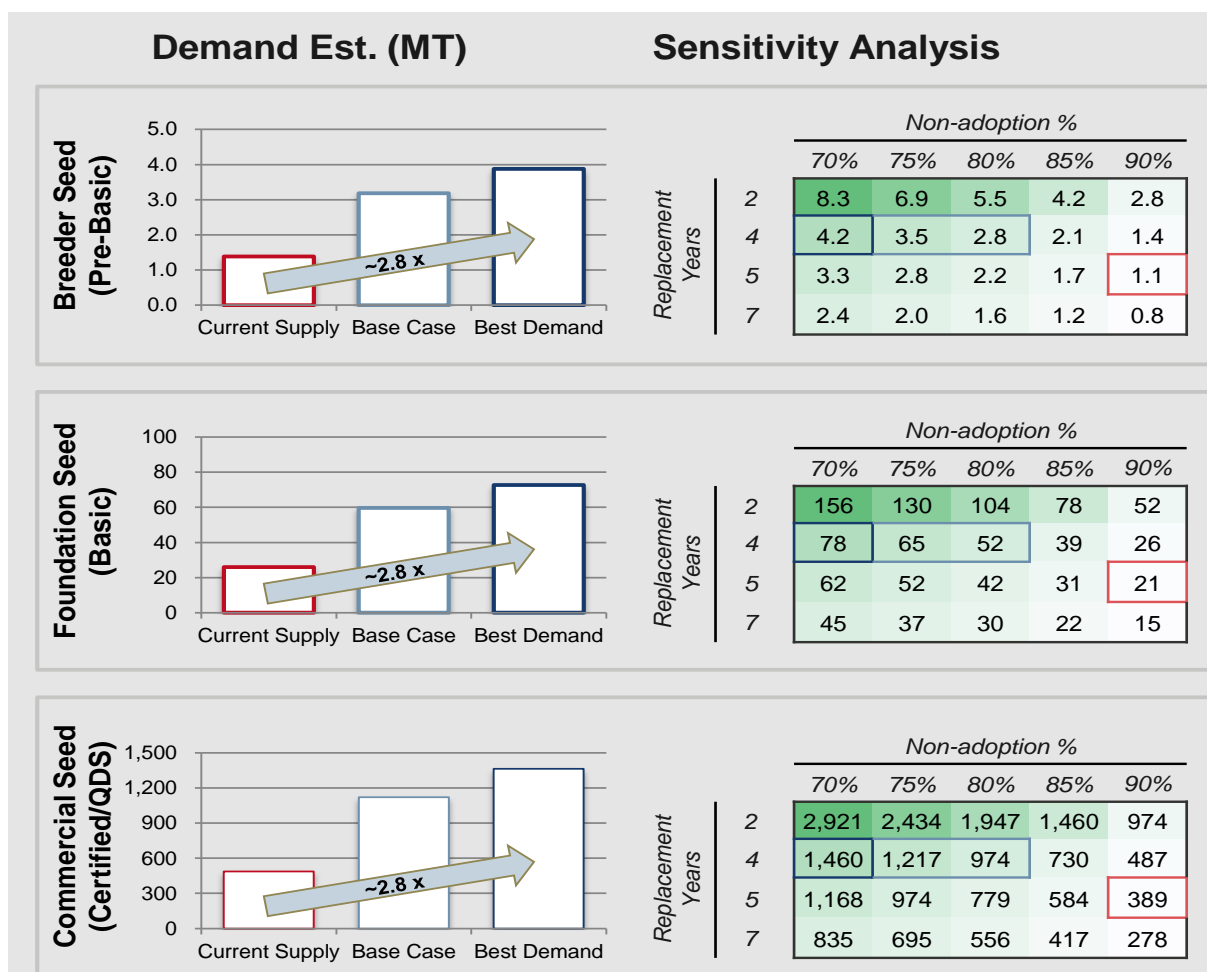 Demand Est. (MT) Sensitivity Analysis
Breeder Seed
(Pre-Basic)
5.0
4.0
3.0
2.0
1.0
0.0
~2.8 x
Current Supply Base Case Best Demand
Replacement
Years
Non-adoption %
70% 75% 80% 85% 90%
2 8.3 6.9 5.5 4.2 2.8
4 4.2 3.5 2.8 2.1 1.4
5 3.3 2.8 2.2 1.7 1.1
7 2.4 2.0 1.6 1.2 0.8
Foundation Seed
(Basic)
100
80
60
40
20
0
~2.8 x
Current Supply Base Case Best Demand
Replacement
Years
Non-adoption %
70% 75% 80% 85% 90%
2 156 130 104 78 52
4 78 65 52 39 26
5 62 52 42 31 21
7 45 37 30 22 15
Commercial Seed
(Certified/QDS)
1,500
1,200
900
600
300
0
~2.8 x
Current Supply Base Case Best Demand
Replacement
Years
Non-adoption %
70% 75% 80% 85% 90%
2 2,921 2,434 1,947 1,460 974
4 1,460 1,217 974 730 487
5 1,168 974 779 584 389
7 835 695 556 417 278